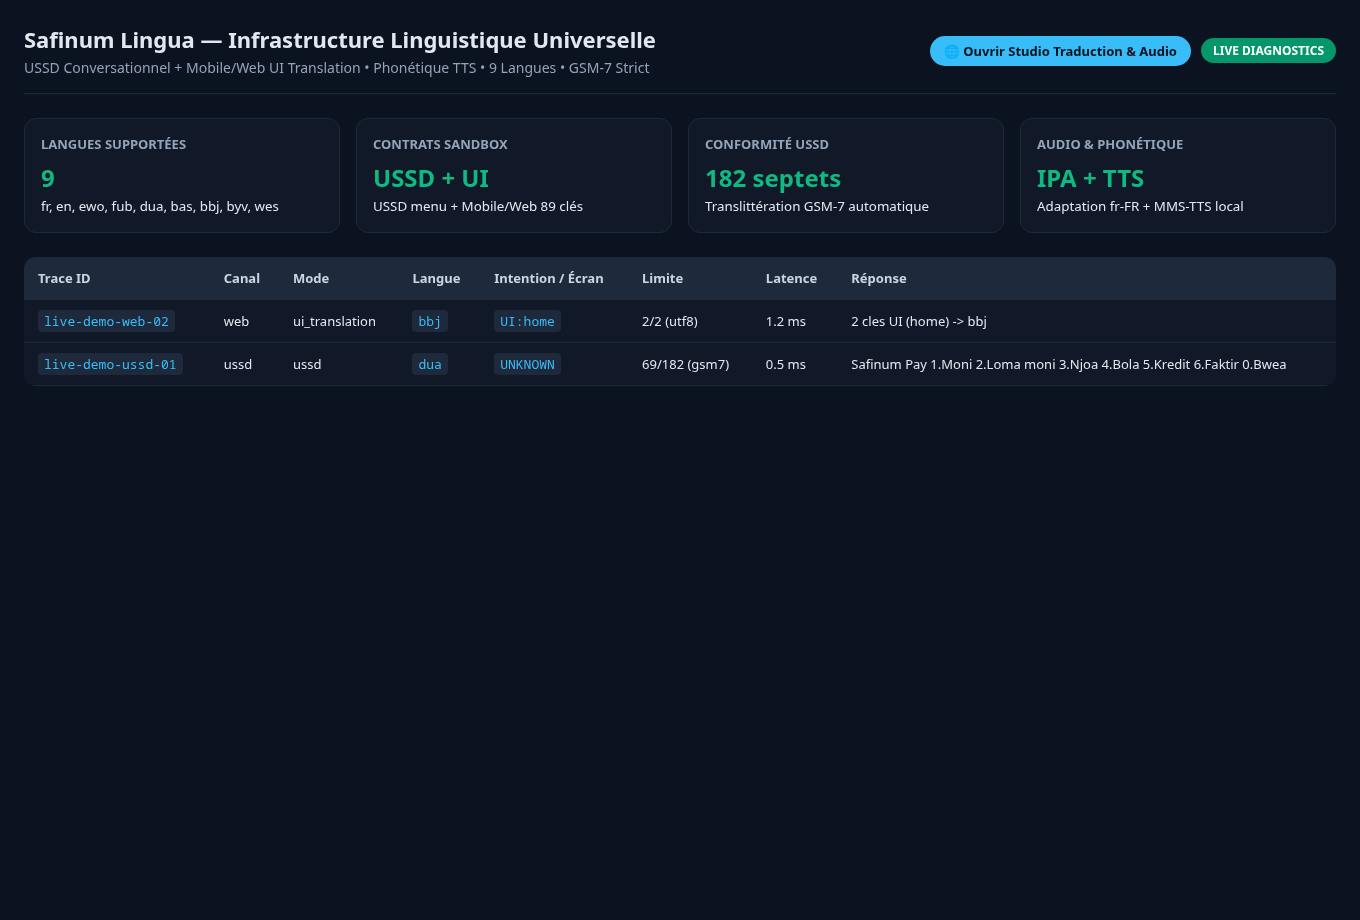 Safinum Lingua — Infrastructure Linguistique Universelle
USSD Conversationnel + Mobile/Web UI Translation • Phonétique TTS • 9 Langues • GSM-7 Strict
🌐 Ouvrir Studio Traduction & Audio
LIVE DIAGNOSTICS
LANGUES SUPPORTÉES
9
fr, en, ewo, fub, dua, bas, bbj, byv, wes
CONTRATS SANDBOX
USSD + UI
USSD menu + Mobile/Web 89 clés
CONFORMITÉ USSD
182 septets
Translittération GSM-7 automatique
AUDIO & PHONÉTIQUE
IPA + TTS
Adaptation fr-FR + MMS-TTS local
Trace ID Canal Mode Langue Intention / Écran Limite Latence Réponse
live-demo-web-02 web ui_translation bbj UI:home 2/2 (utf8) 1.2 ms 2 cles UI (home) -> bbj
live-demo-ussd-01 ussd ussd dua UNKNOWN 69/182 (gsm7) 0.5 ms Safinum Pay 1.Moni 2.Loma moni 3.Njoa 4.Bola 5.Kredit 6.Faktir 0.Bwea